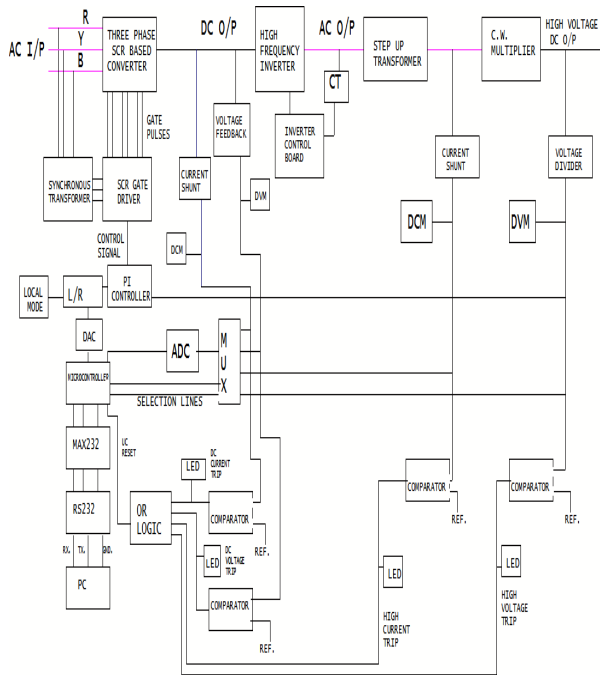 R
Y
B
AC I/P
THREE PHASE
SCR BASED
CONVERTER
DC O/P
HIGH
FREQUENCY
INVERTER
AC O/P
STEP UP
TRANSFORMER
C.W.
MULTIPLIER
HIGH VOLTAGE
DC O/P
CT
GATE
PULSES
VOLTAGE
FEEDBACK
INVERTER
CONTROL
BOARD
CURRENT
SHUNT
VOLTAGE
DIVIDER
SYNCHRONOUS
TRANSFORMER
SCR GATE
DRIVER
CURRENT
SHUNT
DVM
DCM
DVM
CONTROL
SIGNAL
DCM
LOCAL
MODE
L/R
PI
CONTROLLER
DAC
ADC
M
U
X
MICROCONTROLLER
SELECTION LINES
MAX232
UC
RESET
LED
DC
CURRENT
TRIP
RS232
OR
LOGIC
COMPARATOR
REF.
COMPARATOR
REF.
COMPARATOR
REF.
RX.
TX.
GND.
LED
DC
VOLTAGE
TRIP
LED
LED
PC
COMPARATOR
REF.
HIGH
CURRENT
TRIP
HIGH
VOLTAGE
TRIP